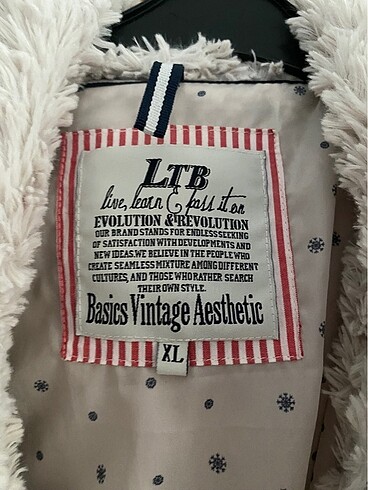 LTB
live, learn & pass it on
EVOLUTION & REVOLUTION
OUR BRAND STANDS FOR ENDLESS SEEKING
OF SATISFACTION WITH DEVELOPMENTS AND
NEW IDEAS. WE BELIEVE IN THE PEOPLE WHO
CREATE SEAMLESS MIXTURE AMONG DIFFERENT
CULTURES, AND THOSE WHO RATHER SEARCH
THEIR OWN STYLE.
Basics Vintage Aesthetic
XL